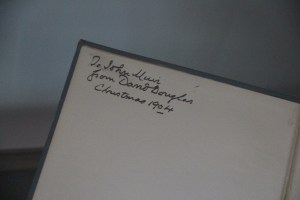 To John Muir
from David Douglas
Christmas 1904